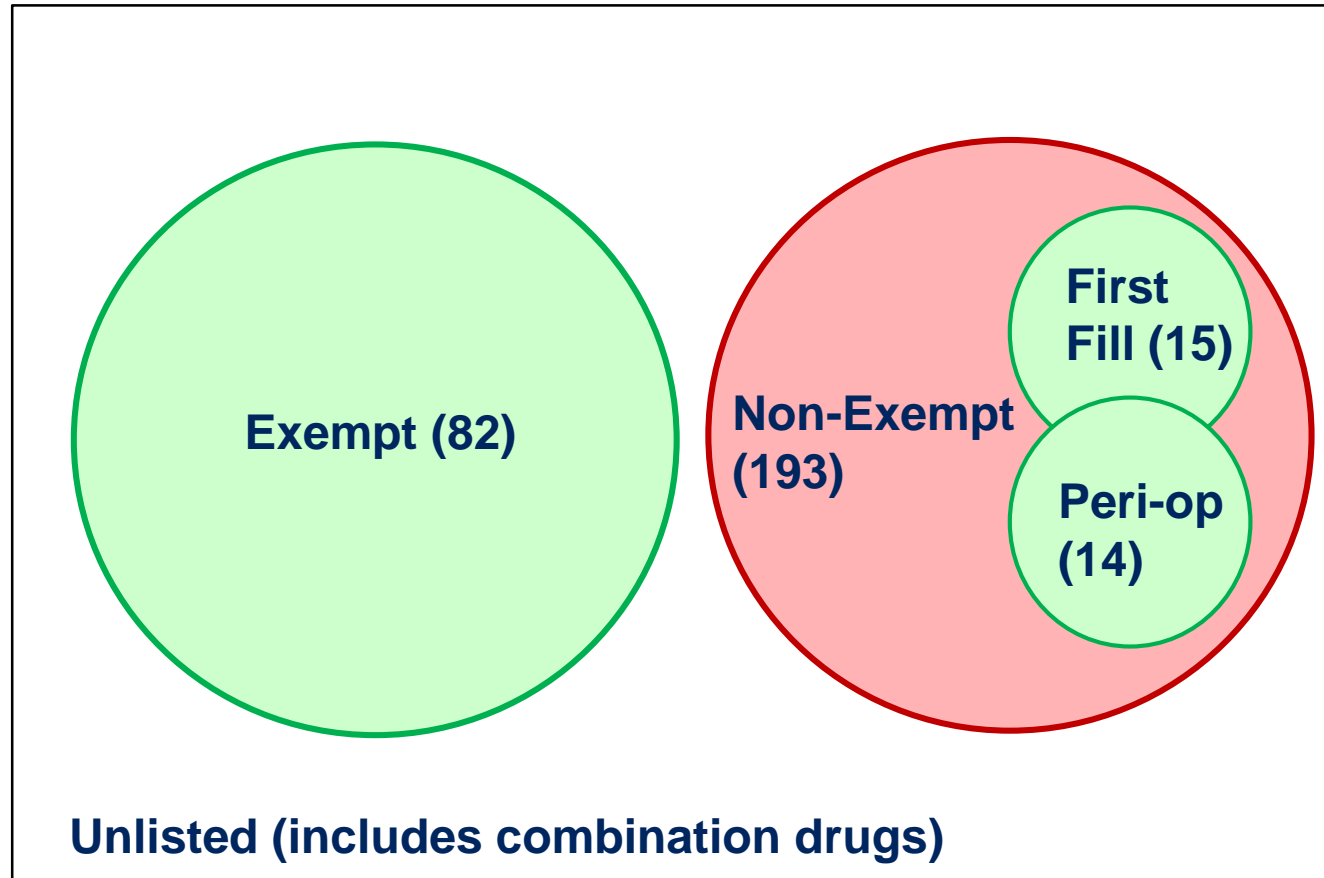 Exempt (82)
Non-Exempt
(193)
First
Fill (15)
Peri-op
(14)
Unlisted (includes combination drugs)